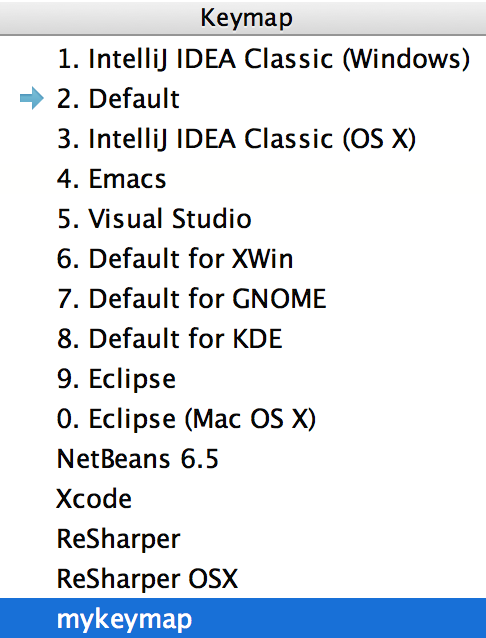 Keymap
1. IntelliJ IDEA Classic (Windows)
2. Default
3. IntelliJ IDEA Classic (OS X)
4. Emacs
5. Visual Studio
6. Default for XWin
7. Default for GNOME
8. Default for KDE
9. Eclipse
0. Eclipse (Mac OS X)
NetBeans 6.5
Xcode
ReSharper
ReSharper OSX
mykeymap